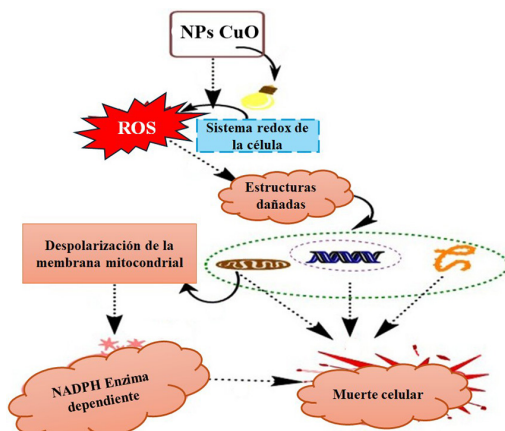 NPs CuO
ROS
Sistema redox de
la célula
Estructuras
dañadas
Despolarización de la
membrana mitocondrial
NADPH Enzima
dependiente
Muerte celular